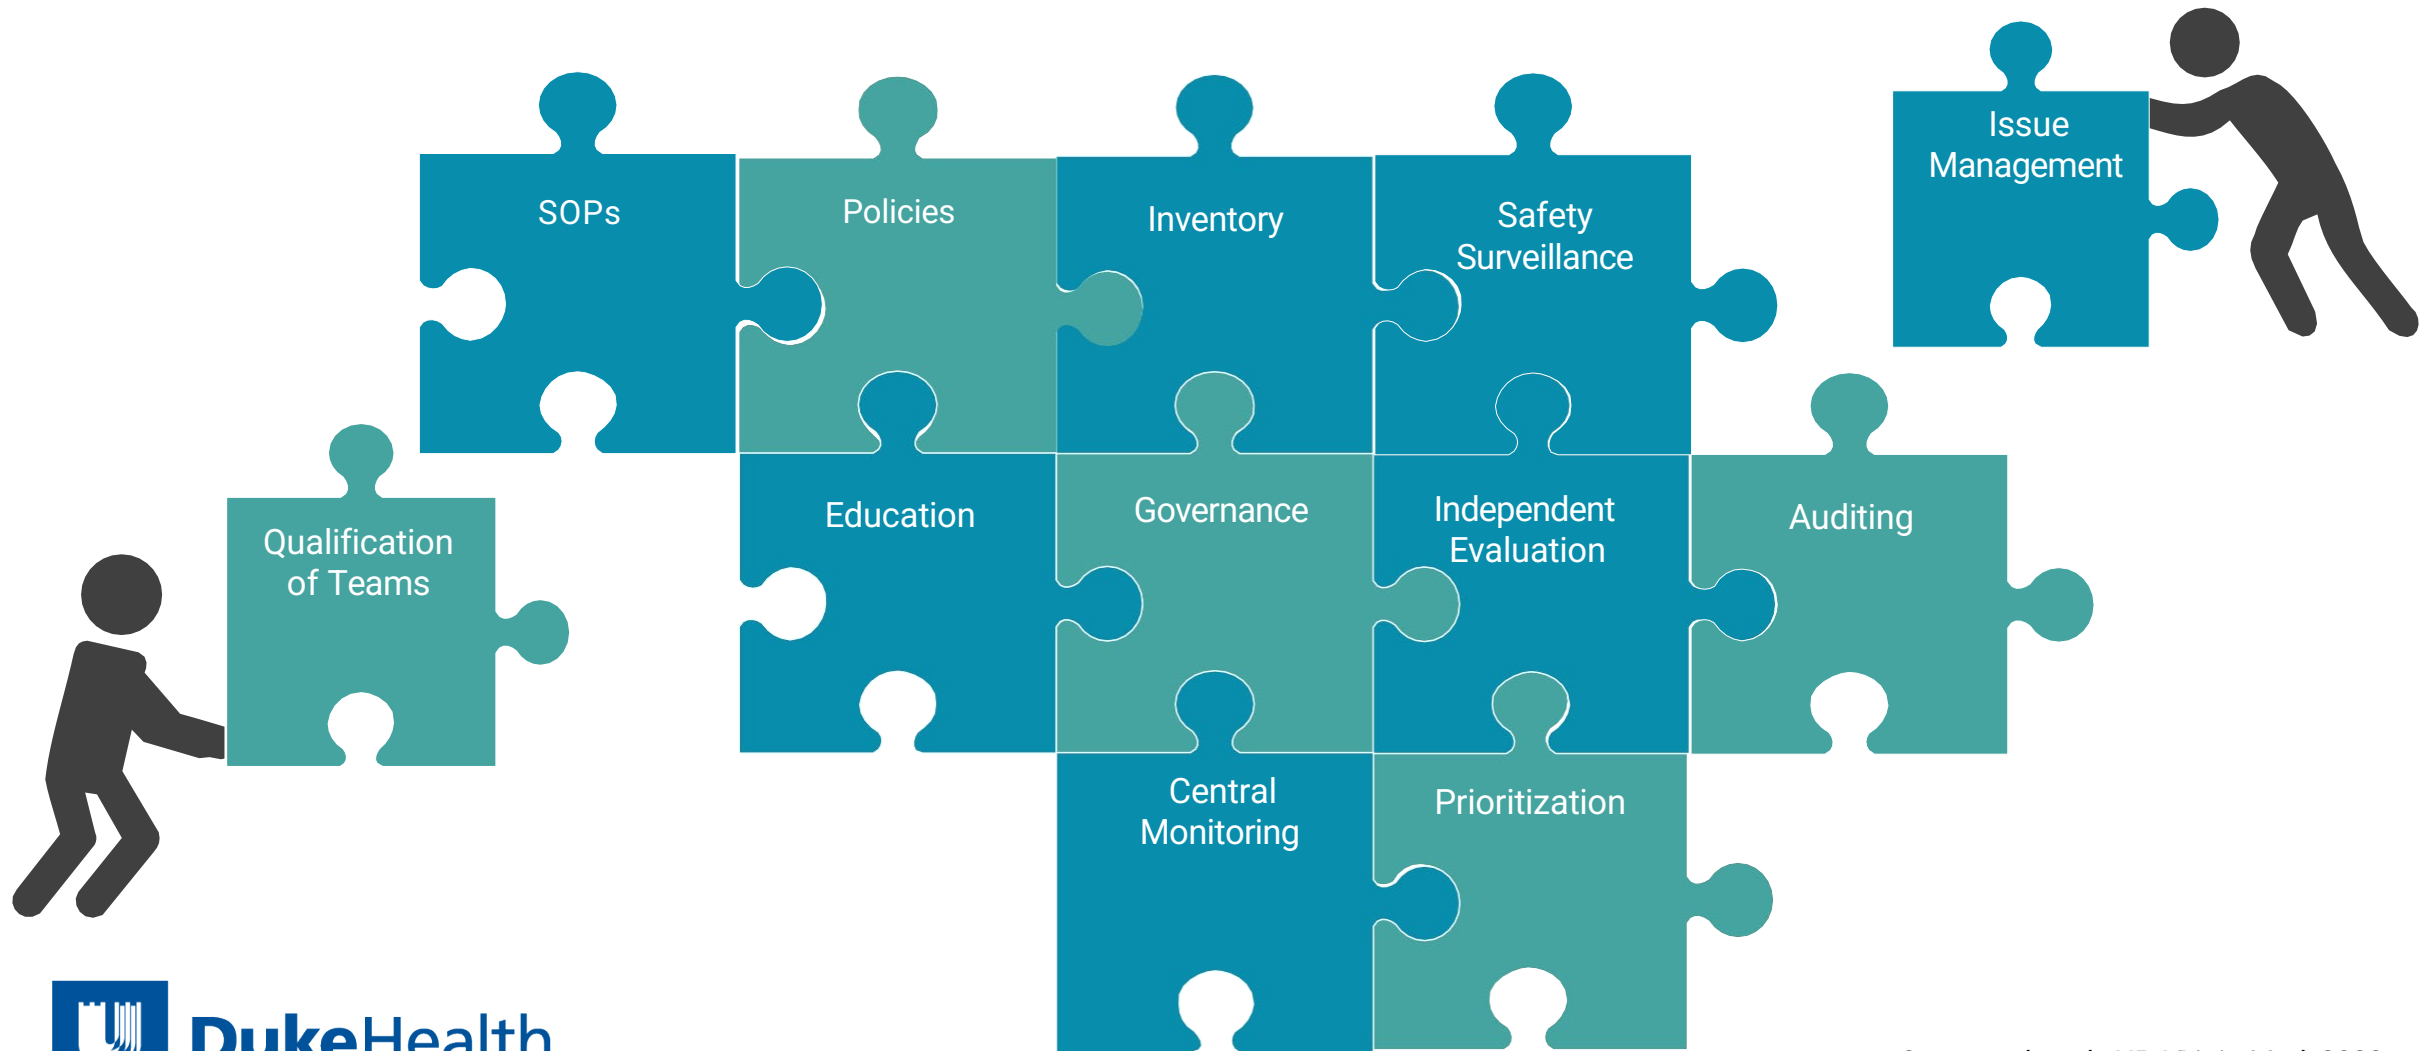 Issue
Management
SOPs
Policies
Inventory
Safety
Surveillance
Qualification
of Teams
Education
Governance
Independent
Evaluation
Auditing
Central
Monitoring
Prioritization
DukeHealth